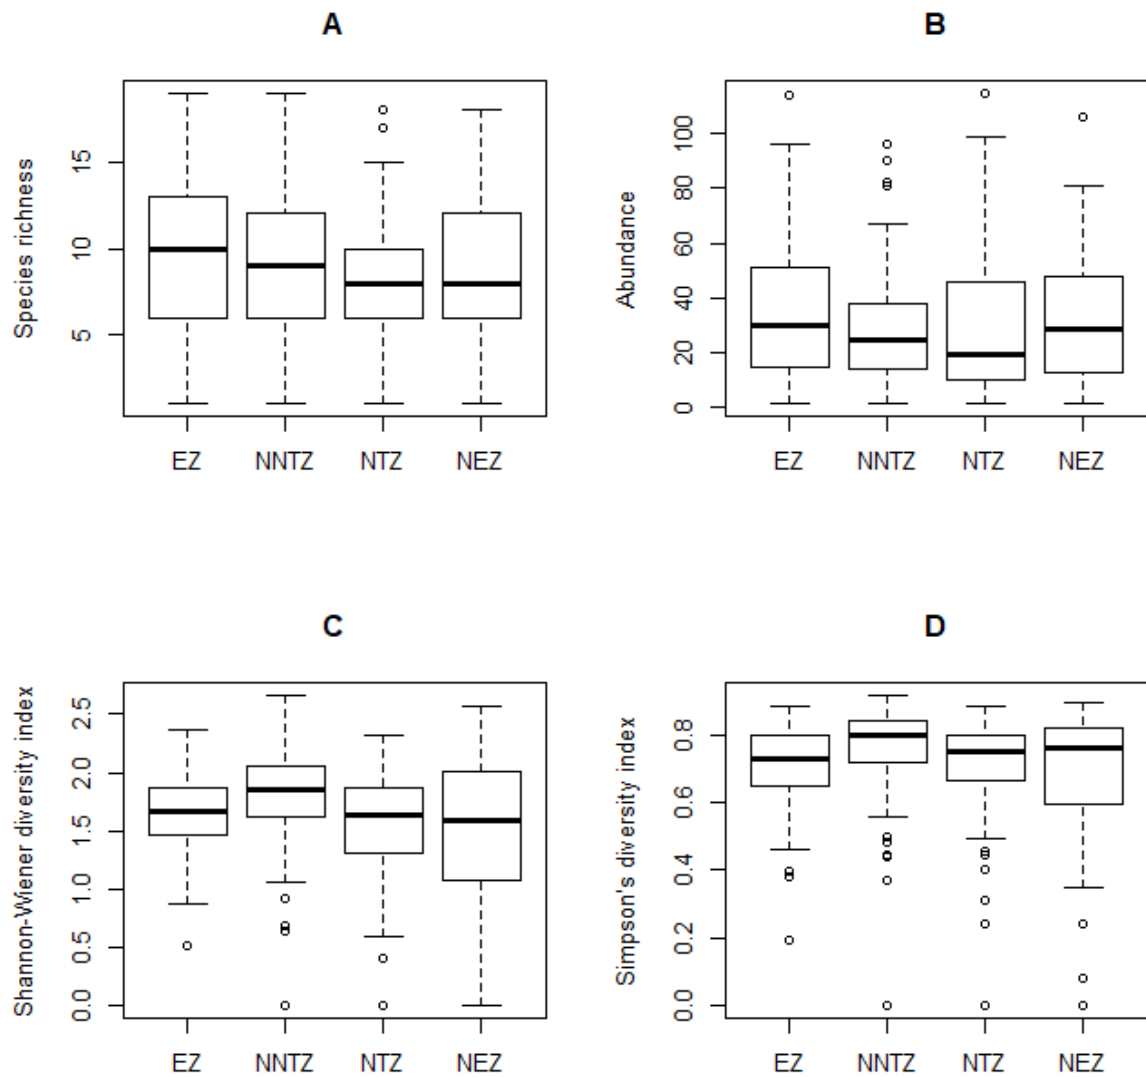 A
Species richness
15
10
5
EZ NNTZ NTZ NEZ
B
Abundance
100
80
60
40
20
0
EZ NNTZ NTZ NEZ
C
Shannon-Wiener diversity index
2.5
2.0
1.5
1.0
0.5
0.0
EZ NNTZ NTZ NEZ
D
Simpson's diversity index
0.8
0.6
0.4
0.2
0.0
EZ NNTZ NTZ NEZ